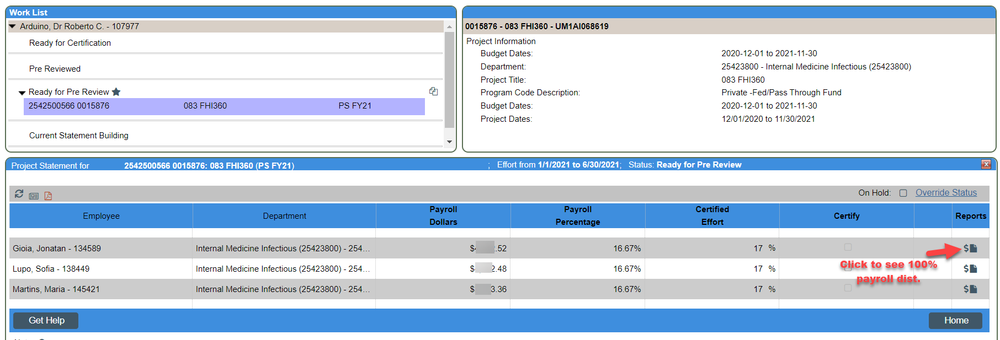 Work List
Arduino, Dr Roberto C. - 107977
Ready for Certification
Pre Reviewed
Ready for Pre Review
2542500566 0015876 083 FHI360 PS FY21
Current Statement Building
0015876 - 083 FHI360 - UM1AI068619
Project Information
Budget Dates: 2020-12-01 to 2021-11-30
Department: 25423800 - Internal Medicine Infectious (25423800)
Project Title: 083 FHI360
Program Code Description: Private -Fed/Pass Through Fund
Budget Dates: 2020-12-01 to 2021-11-30
Project Dates: 12/01/2020 to 11/30/2021
Project Statement for 2542500566 0015876: 083 FHI360 (PS FY21) ; Effort from 1/1/2021 to 6/30/2021; Status: Ready for Pre Review
On Hold: Override Status
Employee Department Payroll Dollars Payroll Percentage Certified Effort Certify Reports
Gioia, Jonatan - 134589 Internal Medicine Infectious (25423800) - 254... $ .52 16.67% 17 % $
Click to see 100%
Lupo, Sofia - 138449 Internal Medicine Infectious (25423800) - 254... $ 2.48 16.67% 17 % $
payroll dist.
Martins, Maria - 145421 Internal Medicine Infectious (25423800) - 254... $ 3.36 16.67% 17 % $
Get Help Home